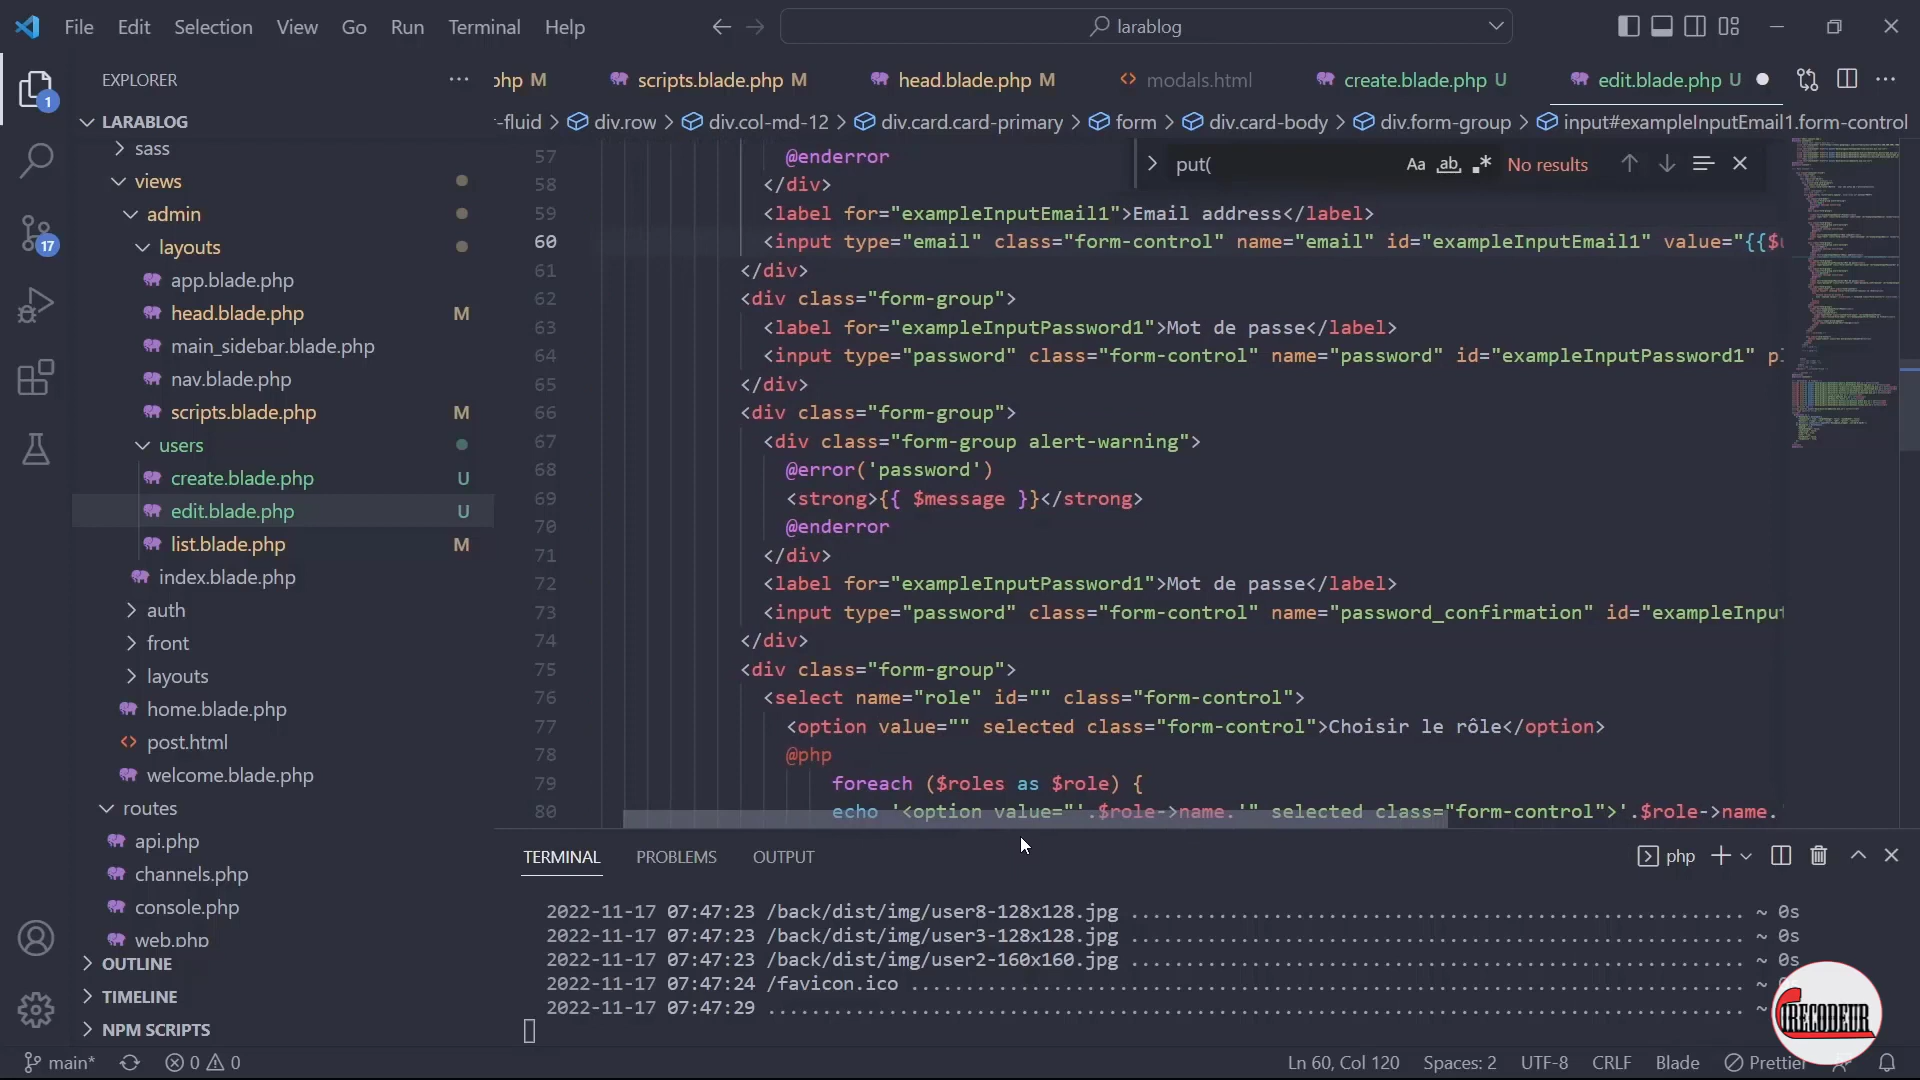 File Edit Selection View Go Run Terminal Help
larablog
EXPLORER
php M
scripts.blade.php M
head.blade.php M
modals.html
create.blade.php U
edit.blade.php U
-fluid > div.row > div.col-md-12 > div.card.card-primary > form > div.card-body > div.form-group > input#exampleInputEmail1.form-control
LARABLOG
sass
views
admin
layouts
app.blade.php
head.blade.php M
main_sidebar.blade.php
nav.blade.php
scripts.blade.php M
users
create.blade.php U
edit.blade.php U
list.blade.php M
index.blade.php
auth
front
layouts
home.blade.php
post.html
welcome.blade.php
routes
api.php
channels.php
console.php
web.php
OUTLINE
TIMELINE
NPM SCRIPTS
1
17
put(
Aa ab .* No results
57 @enderror
58 </div>
59 <label for="exampleInputEmail1">Email address</label>
60 <input type="email" class="form-control" name="email" id="exampleInputEmail1" value="{{$u
61 </div>
62 <div class="form-group">
63 <label for="exampleInputPassword1">Mot de passe</label>
64 <input type="password" class="form-control" name="password" id="exampleInputPassword1" pl
65 </div>
66 <div class="form-group">
67 <div class="form-group alert-warning">
68 @error('password')
69 <strong>{{ $message }}</strong>
70 @enderror
71 </div>
72 <label for="exampleInputPassword1">Mot de passe</label>
73 <input type="password" class="form-control" name="password_confirmation" id="exampleInput
74 </div>
75 <div class="form-group">
76 <select name="role" id="" class="form-control">
77 <option value="" selected class="form-control">Choisir le rôle</option>
78 @php
79 foreach ($roles as $role) {
80 echo '<option value="'.$role->name.'" selected class="form-control">'.$role->name.
TERMINAL PROBLEMS OUTPUT
php
2022-11-17 07:47:23 /back/dist/img/user8-128x128.jpg ..................................................... ~ 0s
2022-11-17 07:47:23 /back/dist/img/user3-128x128.jpg ..................................................... ~ 0s
2022-11-17 07:47:23 /back/dist/img/user2-160x160.jpg ..................................................... ~ 0s
2022-11-17 07:47:24 /favicon.ico ........................................................................ ~
2022-11-17 07:47:29 ..................................................................................... ~
IRECODEUR
main*
0 0
Ln 60, Col 120 Spaces: 2 UTF-8 CRLF Blade Prettier